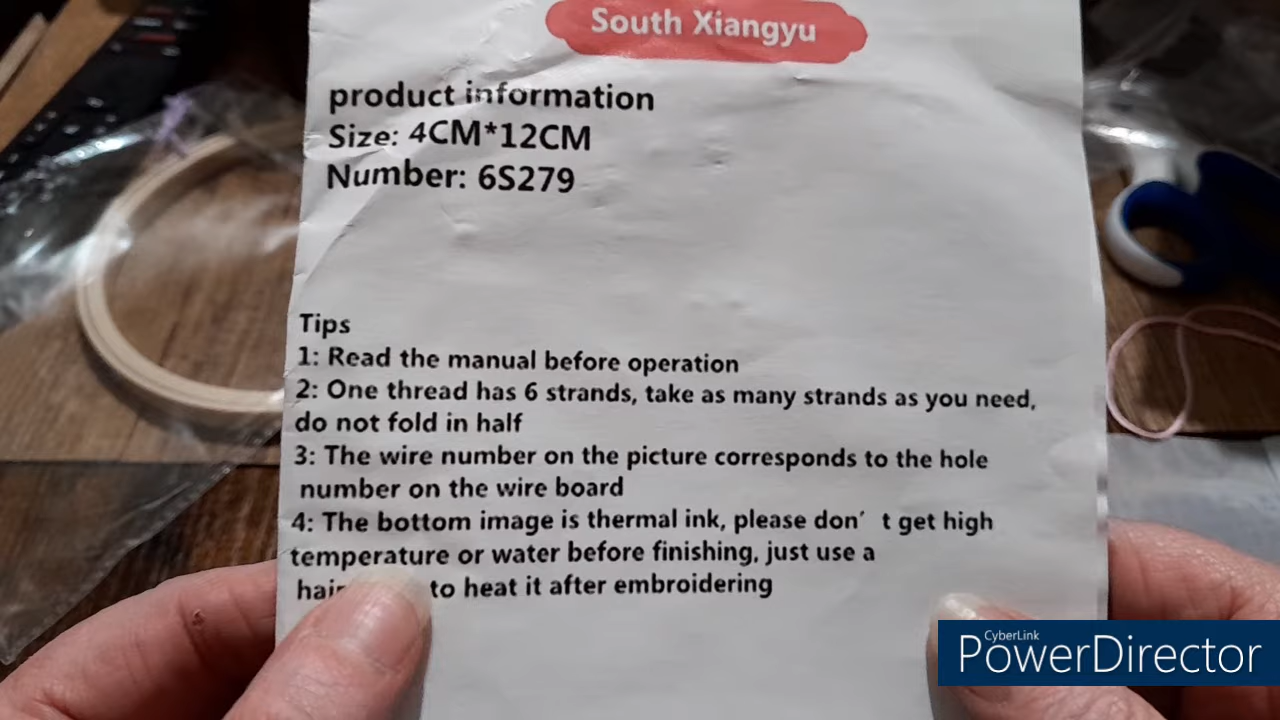 South Xiangyu
product information
Size: 4CM*12CM
Number: 6S279
Tips
1: Read the manual before operation
2: One thread has 6 strands, take as many strands as you need,
do not fold in half
3: The wire number on the picture corresponds to the hole
number on the wire board
4: The bottom image is thermal ink, please don' t get high
temperature or water before finishing, just use a
to heat it after embroidering
CyberLink
PowerDirector